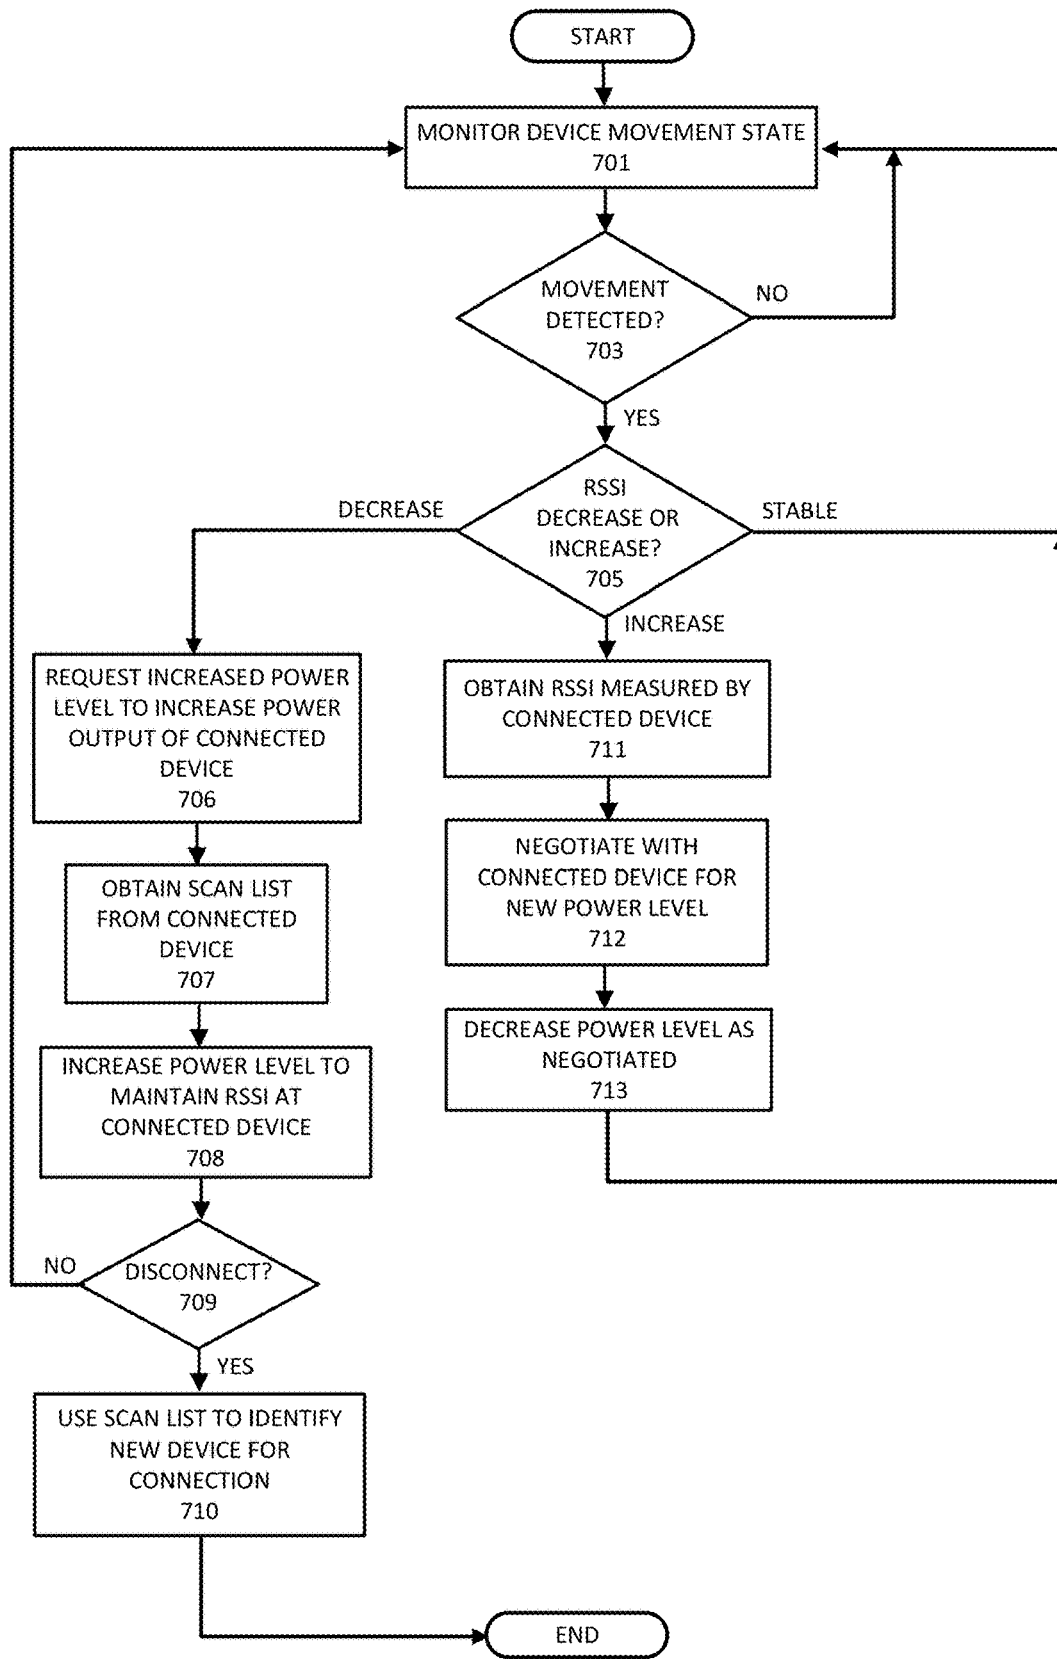 START
MONITOR DEVICE MOVEMENT STATE
701
MOVEMENT
DETECTED?
703
NO
YES
RSSI
DECREASE OR
INCREASE?
705
DECREASE
STABLE
INCREASE
REQUEST INCREASED POWER
LEVEL TO INCREASE POWER
OUTPUT OF CONNECTED
DEVICE
706
OBTAIN SCAN LIST
FROM CONNECTED
DEVICE
707
INCREASE POWER LEVEL TO
MAINTAIN RSSI AT
CONNECTED DEVICE
708
NO
DISCONNECT?
709
YES
USE SCAN LIST TO IDENTIFY
NEW DEVICE FOR
CONNECTION
710
OBTAIN RSSI MEASURED BY
CONNECTED DEVICE
711
NEGOTIATE WITH
CONNECTED DEVICE FOR
NEW POWER LEVEL
712
DECREASE POWER LEVEL AS
NEGOTIATED
713
END